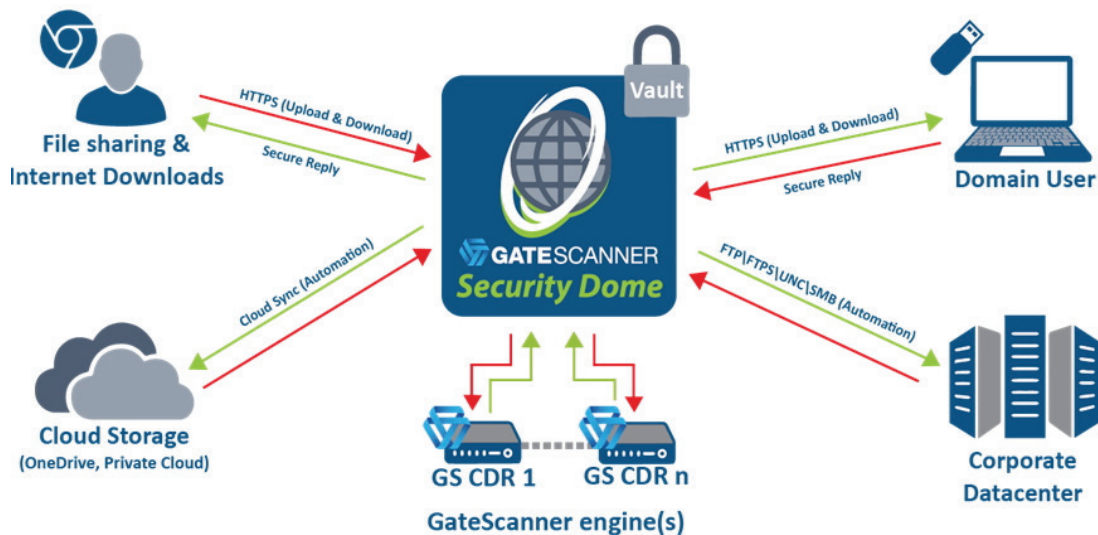 Vault
HTTPS (Upload & Download)
Secure Reply
File sharing &
Internet Downloads
HTTPS (Upload & Download)
Secure Reply
Domain User
GATESCANNER
Security Dome
Cloud Sync (Automation)
FTP\FTPS\UNC\SMB (Automation)
Cloud Storage
(OneDrive, Private Cloud)
GS CDR 1
GS CDR n
GateScanner engine(s)
Corporate
Datacenter